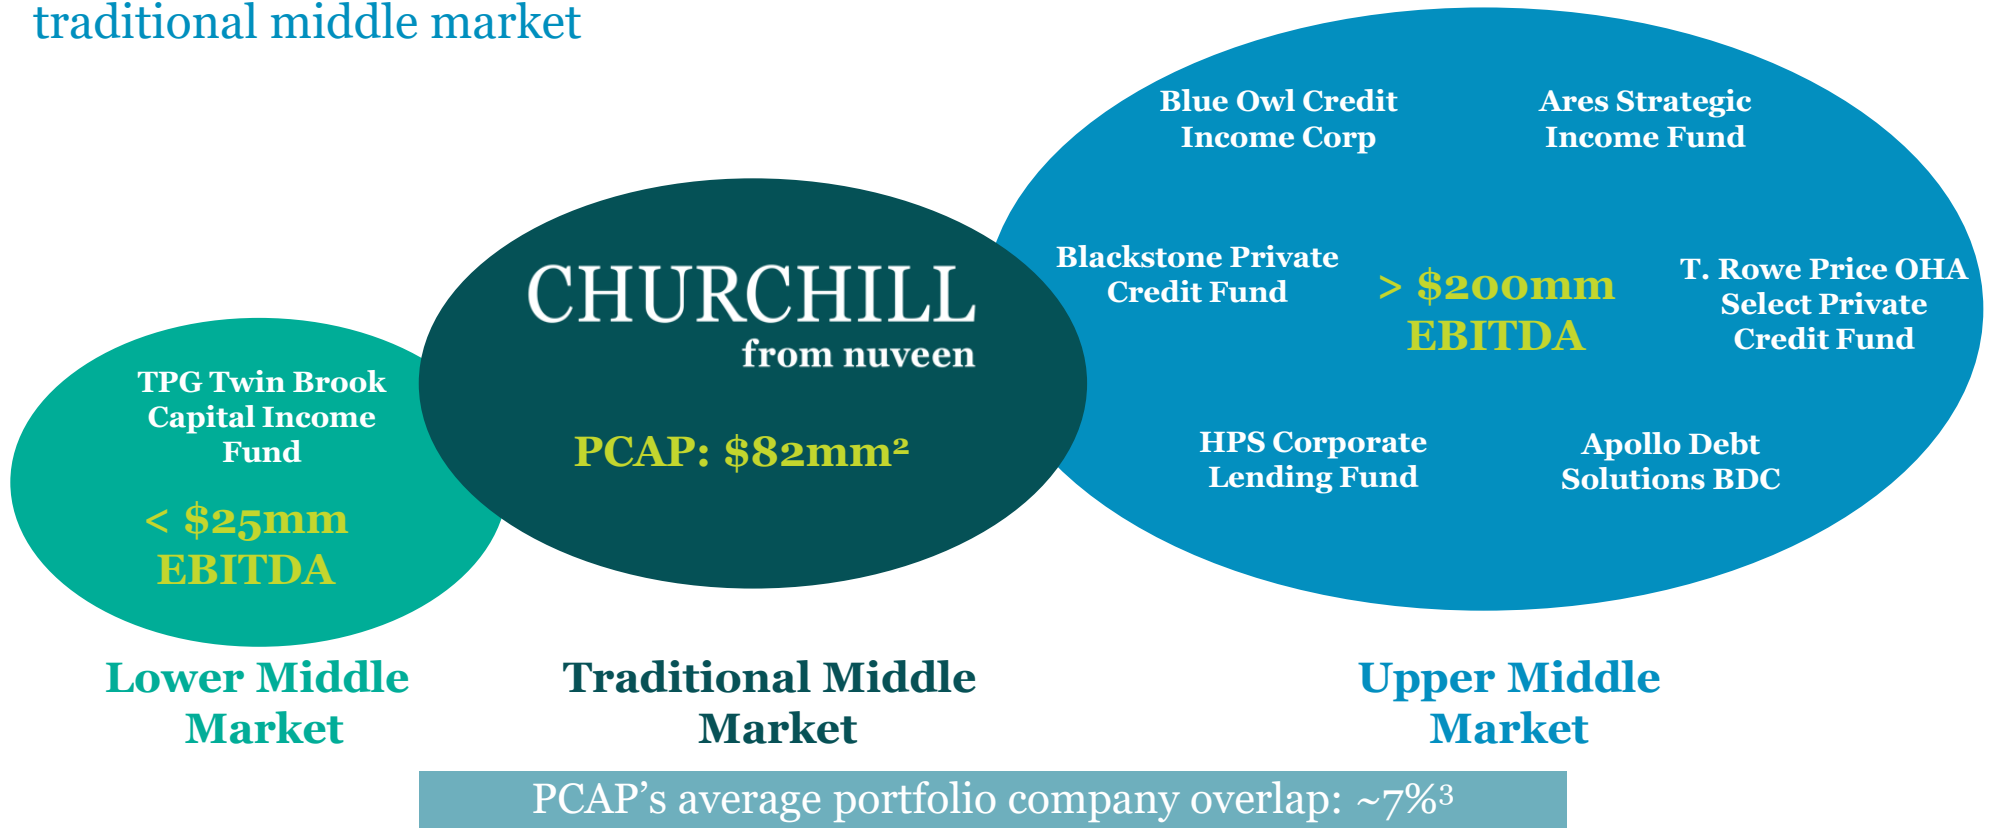 traditional middle market
Blue Owl Credit
Income Corp
Ares Strategic
Income Fund
Blackstone Private
Credit Fund
> $200mm
EBITDA
T. Rowe Price OHA
Select Private
Credit Fund
HPS Corporate
Lending Fund
Apollo Debt
Solutions BDC
CHURCHILL
from nuveen
PCAP: $82mm²
TPG Twin Brook
Capital Income
Fund
< $25mm
EBITDA
Lower Middle
Market
Traditional Middle
Market
Upper Middle
Market
PCAP’s average portfolio company overlap: ~7%³